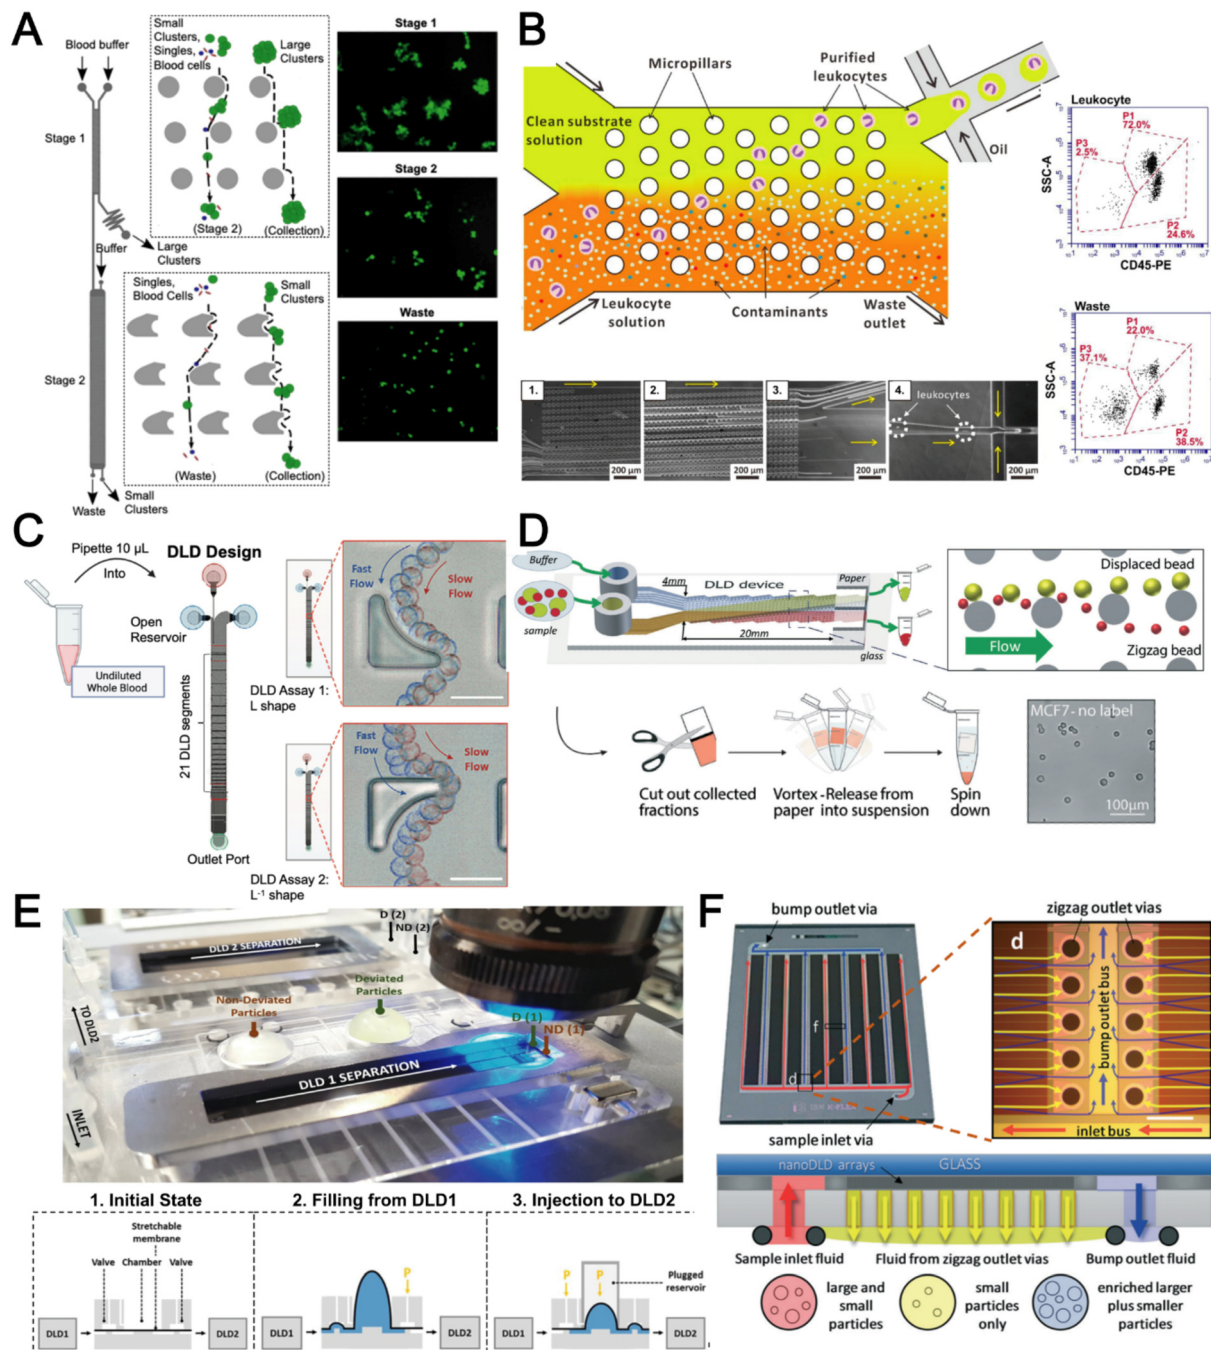 A
Blood buffer
Stage 1
Buffer
Large
Clusters
Stage 2
Waste
Small
Clusters
Small
Clusters,
Singles,
Blood cells
Large
Clusters
(Stage 2)
(Collection)
Singles,
Blood Cells
Small
Clusters
(Waste)
(Collection)
Stage 1
Stage 2
Waste
B
Micropillars
Purified
leukocytes
Clean substrate
solution
Oil
Leukocyte
solution
Contaminants
Waste
outlet
1.
200 µm
2.
200 µm
3.
200 µm
4.
leukocytes
200 µm
Leukocyte
P1
72.0%
P3
2.5%
P2
24.6%
SSC-A
CD45-PE
Waste
P1
22.0%
P3
37.1%
P2
38.5%
SSC-A
CD45-PE
C
Pipette 10 µL
Into
DLD Design
Open
Reservoir
Undiluted
Whole Blood
21 DLD segments
Outlet Port
Fast
Flow
Slow
Flow
DLD Assay 1:
L shape
Fast
Flow
Slow
Flow
DLD Assay 2:
L-1 shape
D
Buffer
sample
4mm
DLD device
Paper
20mm
glass
Displaced bead
Flow
Zigzag bead
Cut out collected
fractions
Vortex -Release from
paper into suspension
Spin
down
MCF7- no label
100µm
E
D (2)
ND (2)
DLD 2 SEPARATION
Deviated
Particles
Non-Deviated
Particles
TO DLD2
D (1)
ND (1)
DLD 1 SEPARATION
INLET
1. Initial State
Stretchable
membrane
Valve
Chamber
Valve
DLD1
DLD2
2. Filling from DLD1
P
DLD1
DLD2
3. Injection to DLD2
P
P
Plugged
reservoir
DLD1
DLD2
F
bump outlet via
f
d
sample inlet via
zigzag outlet vias
d
bump outlet bus
inlet bus
nanoDLD arrays
GLASS
Sample inlet fluid
Fluid from zigzag outlet vias
Bump outlet fluid
large and
small
particles
small
particles
only
enriched larger
plus smaller
particles